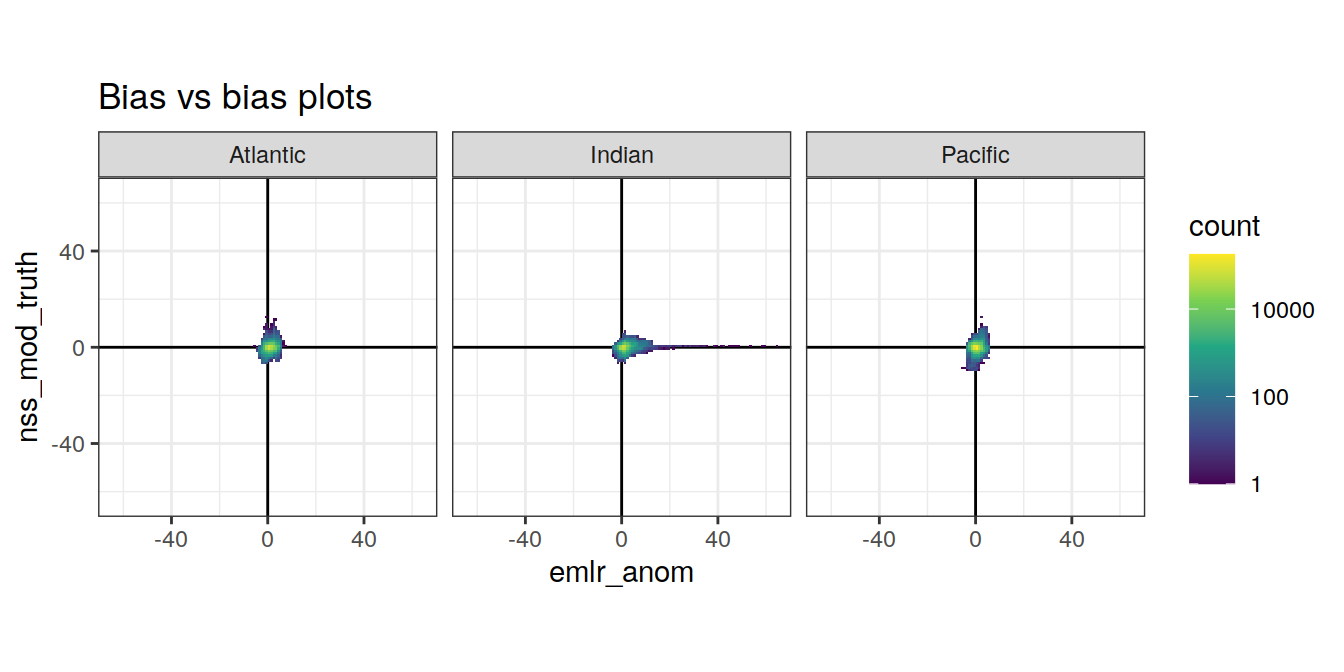 Bias vs bias plots
Atlantic
Indian
Pacific
nss_mod_truth
40
0
-40
-40 0 40
-40 0 40
-40 0 40
emlr_anom
count
10000
100
1